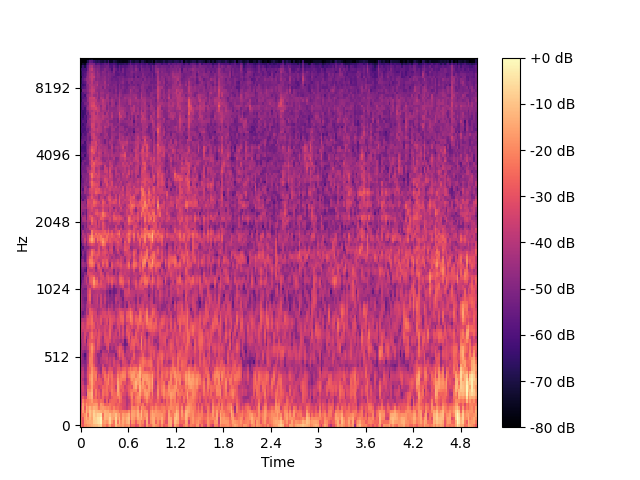 +0 dB
8192
-10 dB
4096
-20 dB
-30 dB
2048
Hz
-40 dB
1024
-50 dB
-60 dB
512
-70 dB
0
-80 dB
0 0.6 1.2 1.8 2.4 3 3.6 4.2 4.8
Time